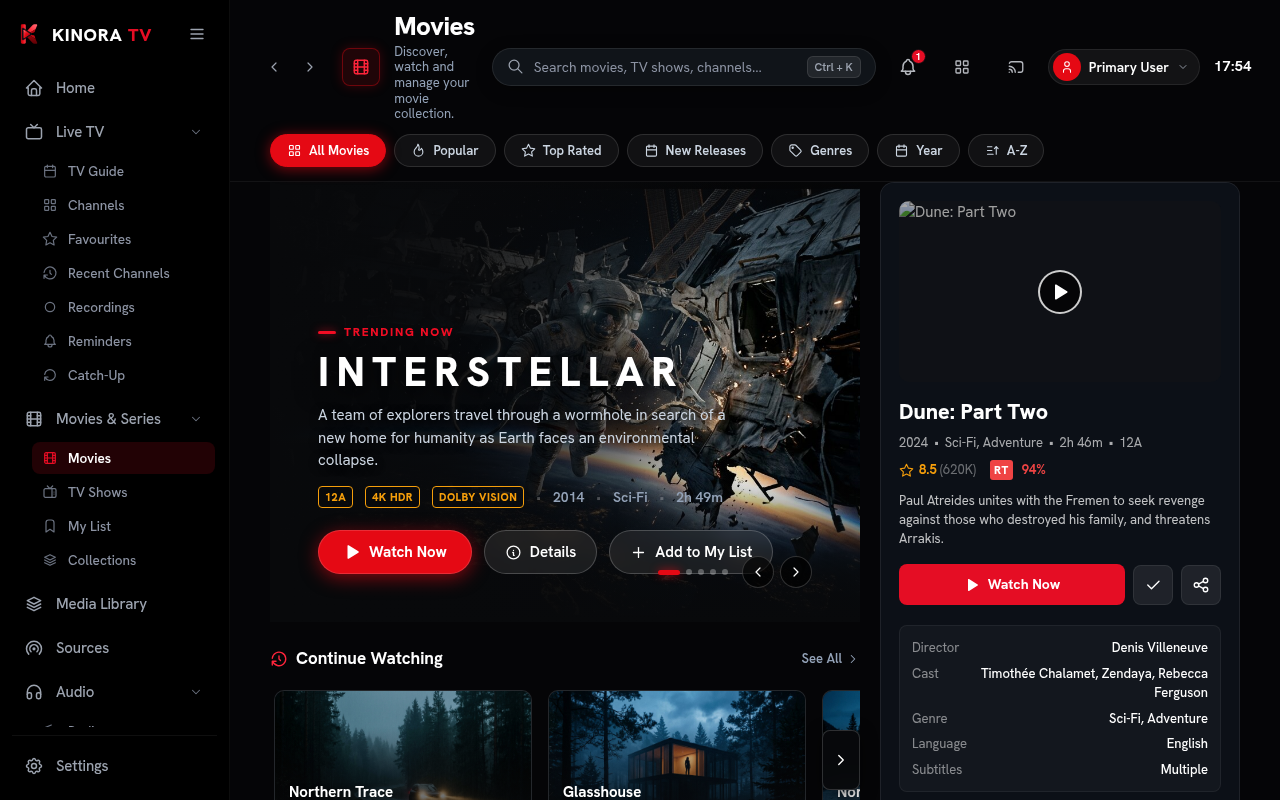 KINORA TV
Home
Live TV
TV Guide
Channels
Favourites
Recent Channels
Recordings
Reminders
Catch-Up
Movies & Series
Movies
TV Shows
My List
Collections
Media Library
Sources
Audio
Settings
Movies
Discover,
watch and
manage your
movie
collection.
Search movies, TV shows, channels...
Ctrl + K
1
Primary User
17:54
All Movies
Popular
Top Rated
New Releases
Genres
Year
A-Z
TRENDING NOW
INTERSTELLAR
A team of explorers travel through a wormhole in search of a
new home for humanity as Earth faces an environmental
collapse.
12A 4K HDR DOLBY VISION • 2014 • Sci-Fi • 2h 49m
Watch Now
Details
Add to My List
Continue Watching
See All
Northern Trace
Glasshouse
Dune: Part Two
Dune: Part Two
2024 • Sci-Fi, Adventure • 2h 46m • 12A
8.5 (620K) RT 94%
Paul Atreides unites with the Fremen to seek revenge
against those who destroyed his family, and threatens
Arrakis.
Watch Now
Director Denis Villeneuve
Cast Timothée Chalamet, Zendaya, Rebecca
Ferguson
Genre Sci-Fi, Adventure
Language English
Subtitles Multiple